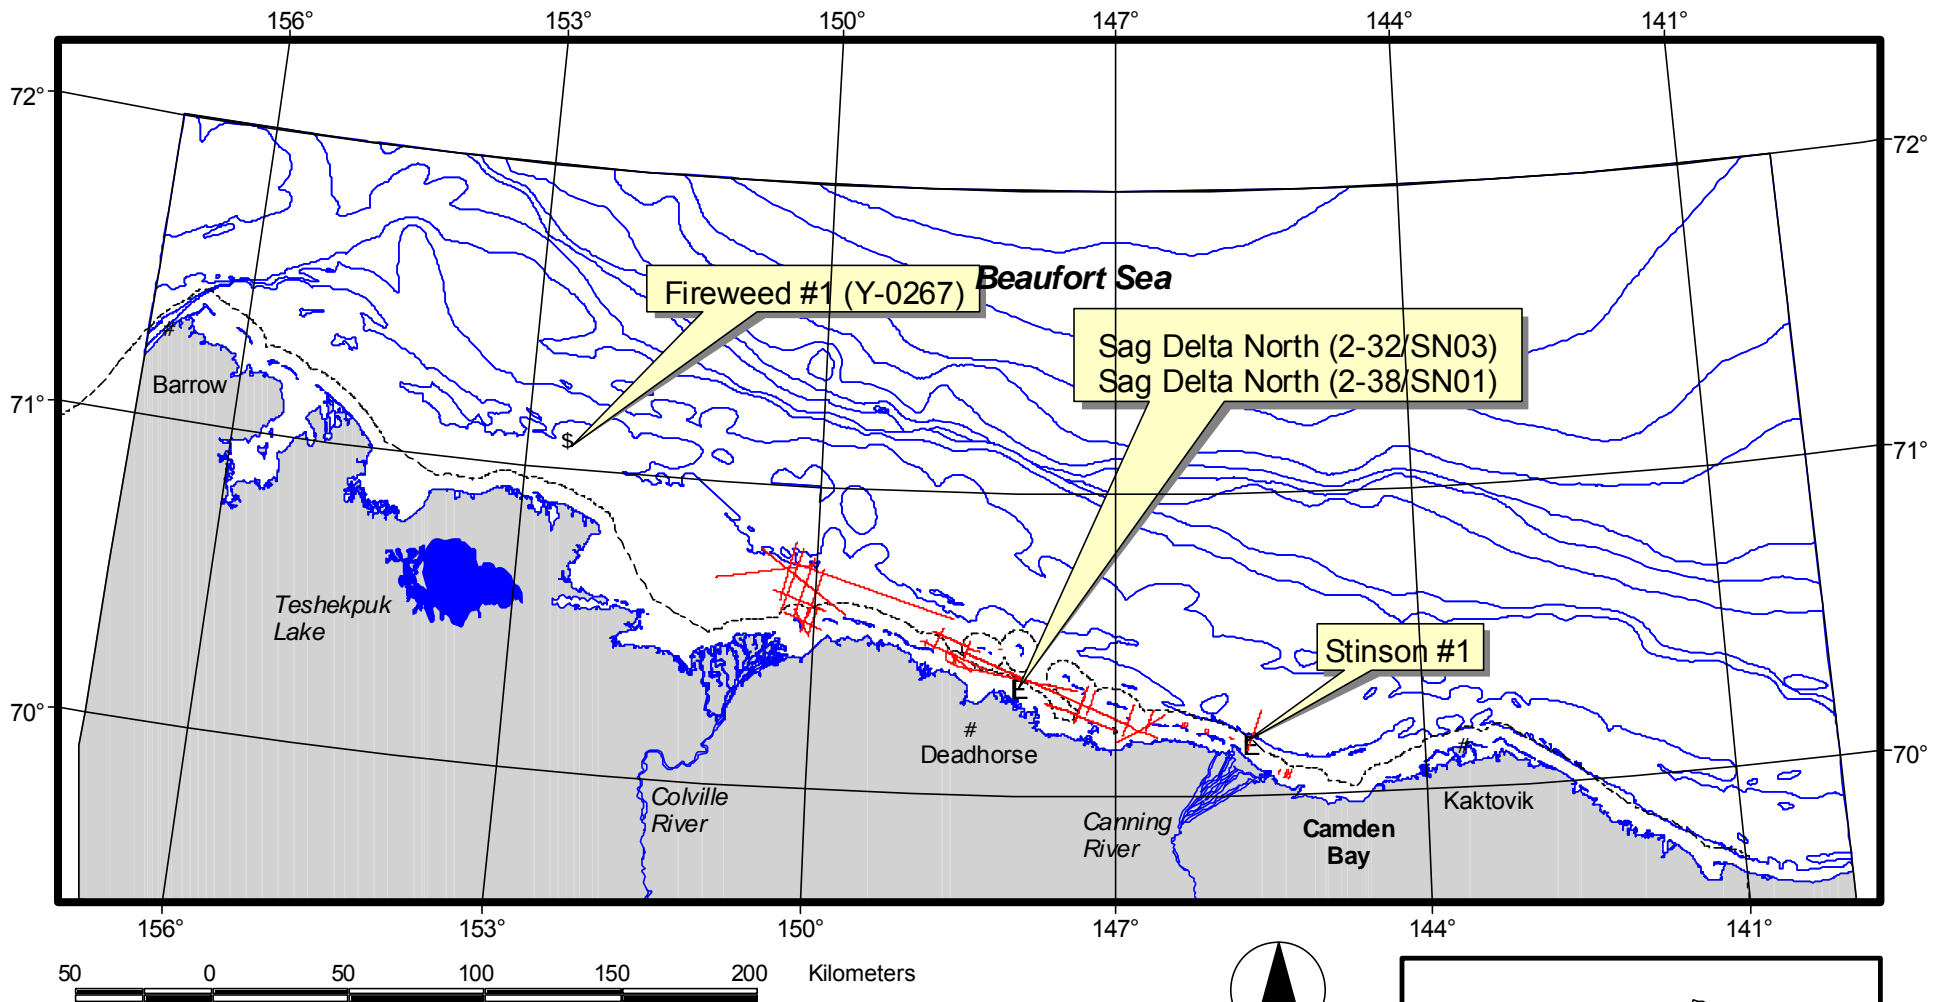 156° 153° 150° 147° 144° 141°
72°
72°
Beaufort Sea
Fireweed #1 (Y-0267)
Sag Delta North (2-32/SN03)
Sag Delta North (2-38/SN01)
#
Barrow
71°
71°
$
Teshekpuk
Lake
Stinson #1
E
70°
#
Deadhorse
E
#
70°
Colville
River
Canning
River
Camden
Bay
Kaktovik
156° 153° 150° 147° 144° 141°
50 0 50 100 150 200 Kilometers